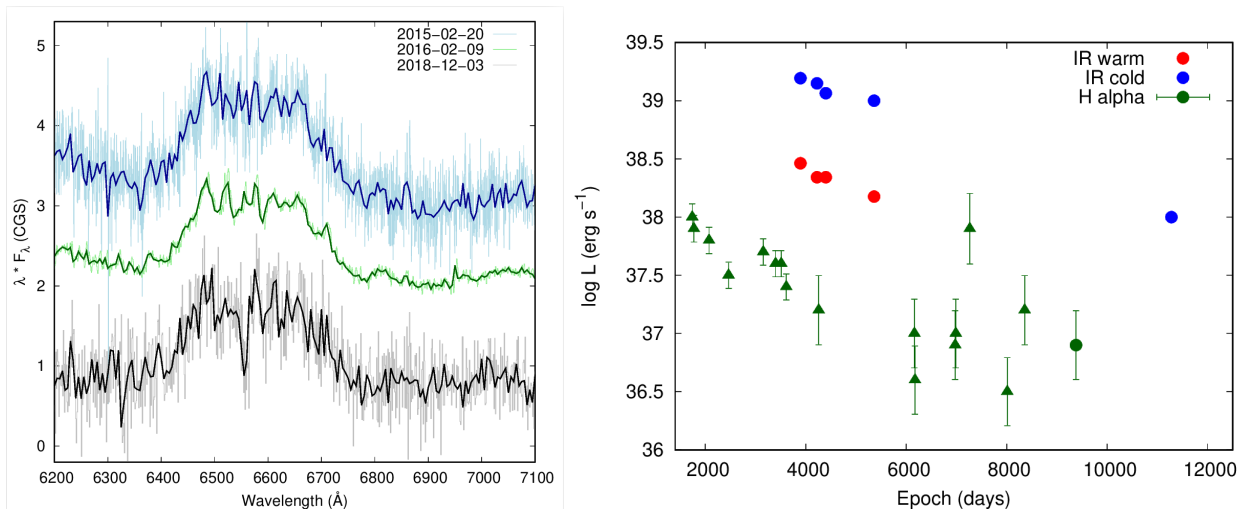 2015-02-20
2016-02-09
2018-12-03
5
4
3
2
1
0
λ * Fλ (CGS)
6200 6300 6400 6500 6600 6700 6800 6900 7000 7100
Wavelength (Å)
IR warm
IR cold
H alpha
39.5
39
38.5
38
37.5
37
36.5
36
log L (erg s⁻¹)
2000 4000 6000 8000 10000 12000
Epoch (days)